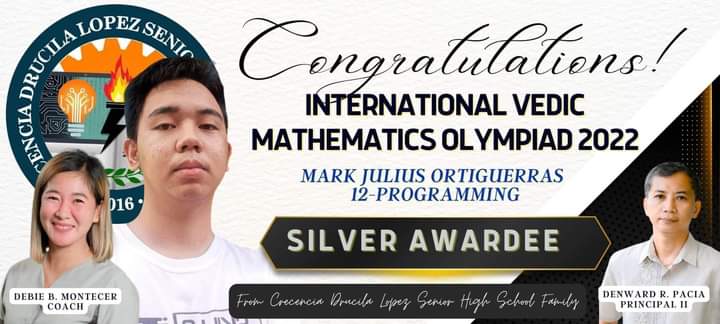 CENCIA DRUCILA LOPEZ SENIO
016 •
Congratulations!
INTERNATIONAL VEDIC
MATHEMATICS OLYMPIAD 2022
MARK JULIUS ORTIGUERRAS
12-PROGRAMMING
SILVER AWARDEE
DEBIE B. MONTECER
COACH
From Crecencia Drucila Lopez Senior High School Family
DENWARD R. PACIA
PRINCIPAL II